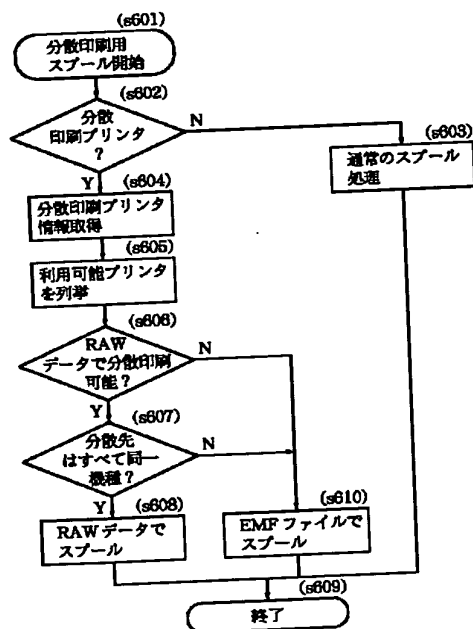 (s601)
分散印刷用
スプール開始
(s602)
分散
印刷プリンタ
?
N
Y
(s603)
通常のスプール
処理
(s604)
分散印刷プリンタ
情報取得
(s605)
利用可能プリンタ
を列挙
(s606)
RAW
データで分散印刷
可能?
N
Y
(s607)
分散先
はすべて同一
機種?
N
Y
(s608)
RAWデータで
スプール
(s610)
EMFファイルで
スプール
(s609)
終了